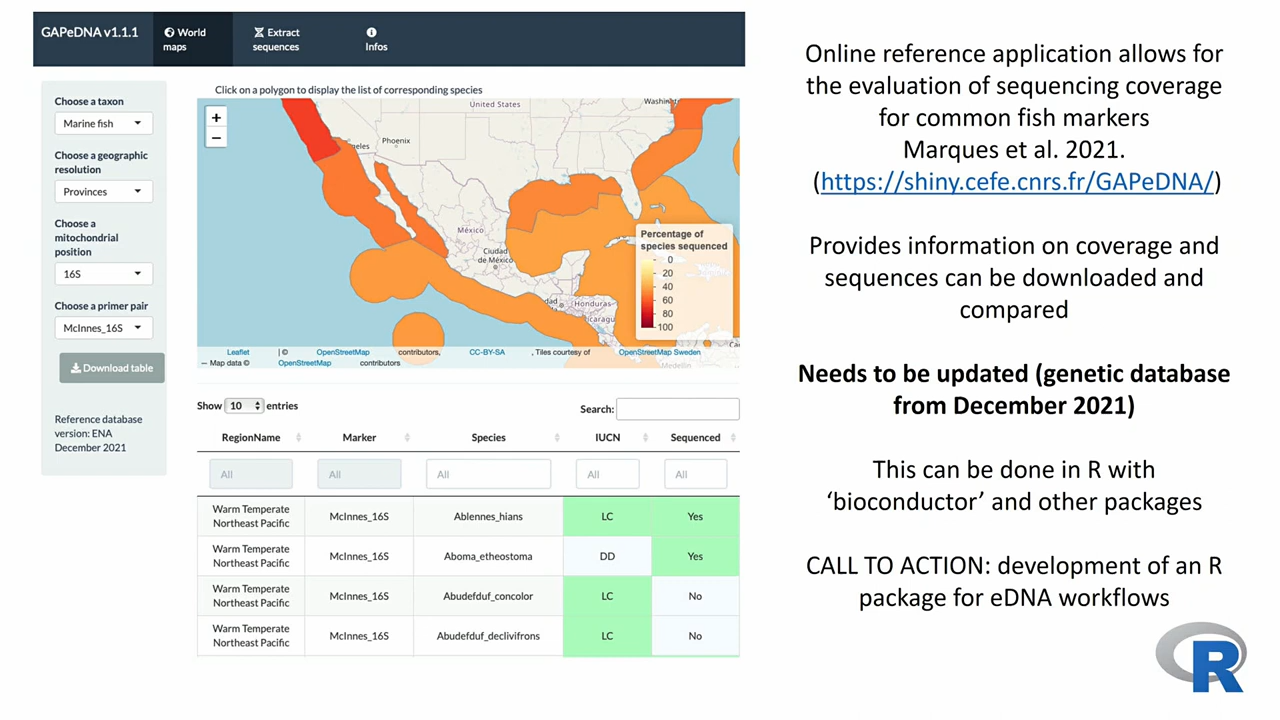 GAPeDNA v1.1.1
World maps
Extract sequences
Infos
Choose a taxon
Marine fish
Choose a geographic
resolution
Provinces
Choose a
mitochondrial
position
16S
Choose a primer pair
McInnes_16S
Download table
Reference database
version: ENA
December 2021
Click on a polygon to display the list of corresponding species
+
−
United States
Phoenix
México
Ciudad
de México
Honduras
Percentage of
species sequenced
0
20
40
60
80
100
Leaflet | © OpenStreetMap contributors, CC-BY-SA , Tiles courtesy of OpenStreetMap Sweden
— Map data © OpenStreetMap contributors
Show 10 entries
Search:
RegionName Marker Species IUCN Sequenced
All All All All All
Warm Temperate
Northeast Pacific McInnes_16S Ablennes_hians LC Yes
Warm Temperate
Northeast Pacific McInnes_16S Aboma_etheostoma DD Yes
Warm Temperate
Northeast Pacific McInnes_16S Abudefduf_concolor LC No
Warm Temperate
Northeast Pacific McInnes_16S Abudefduf_declivifrons LC No
Online reference application allows for
the evaluation of sequencing coverage
for common fish markers
Marques et al. 2021.
(https://shiny.cefe.cnrs.fr/GAPeDNA/)
Provides information on coverage and
sequences can be downloaded and
compared
Needs to be updated (genetic database
from December 2021)
This can be done in R with
‘bioconductor’ and other packages
CALL TO ACTION: development of an R
package for eDNA workflows
R